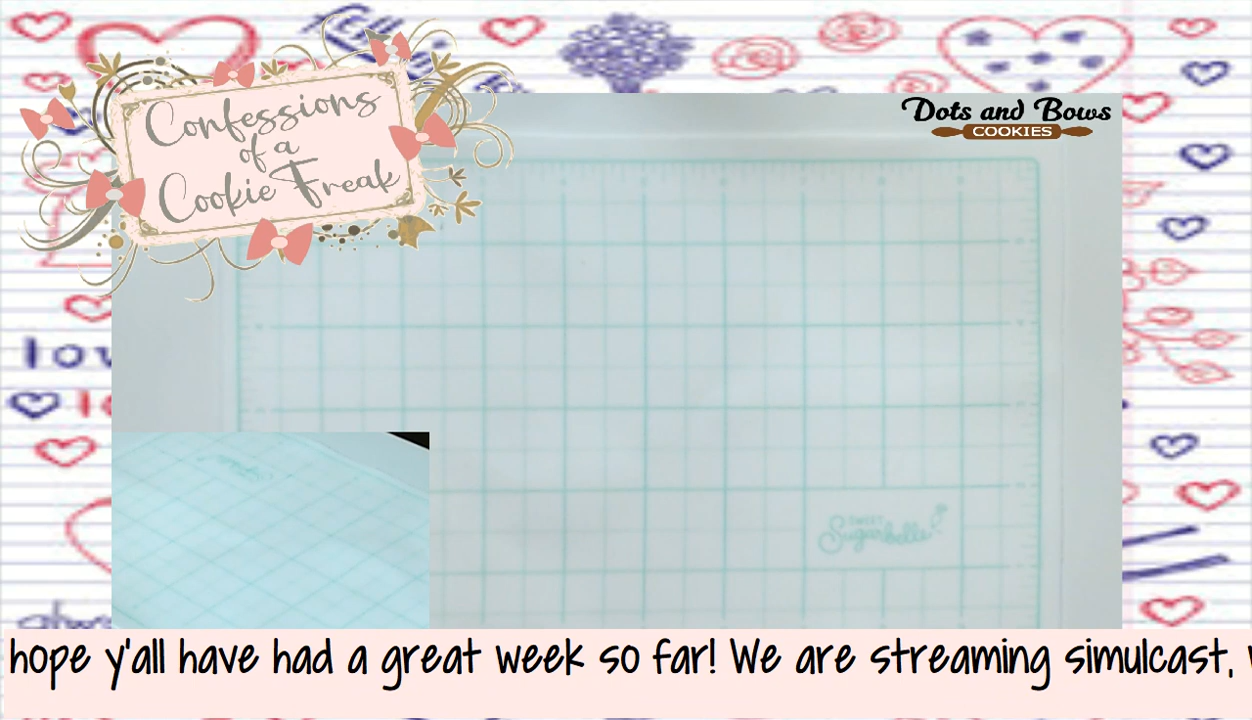 Confessions
of a
Cookie Freak
Dots and Bows
COOKIES
lov
SWEET
Sugarbelle
hope y'all have had a great week so far! We are streaming simulcast,